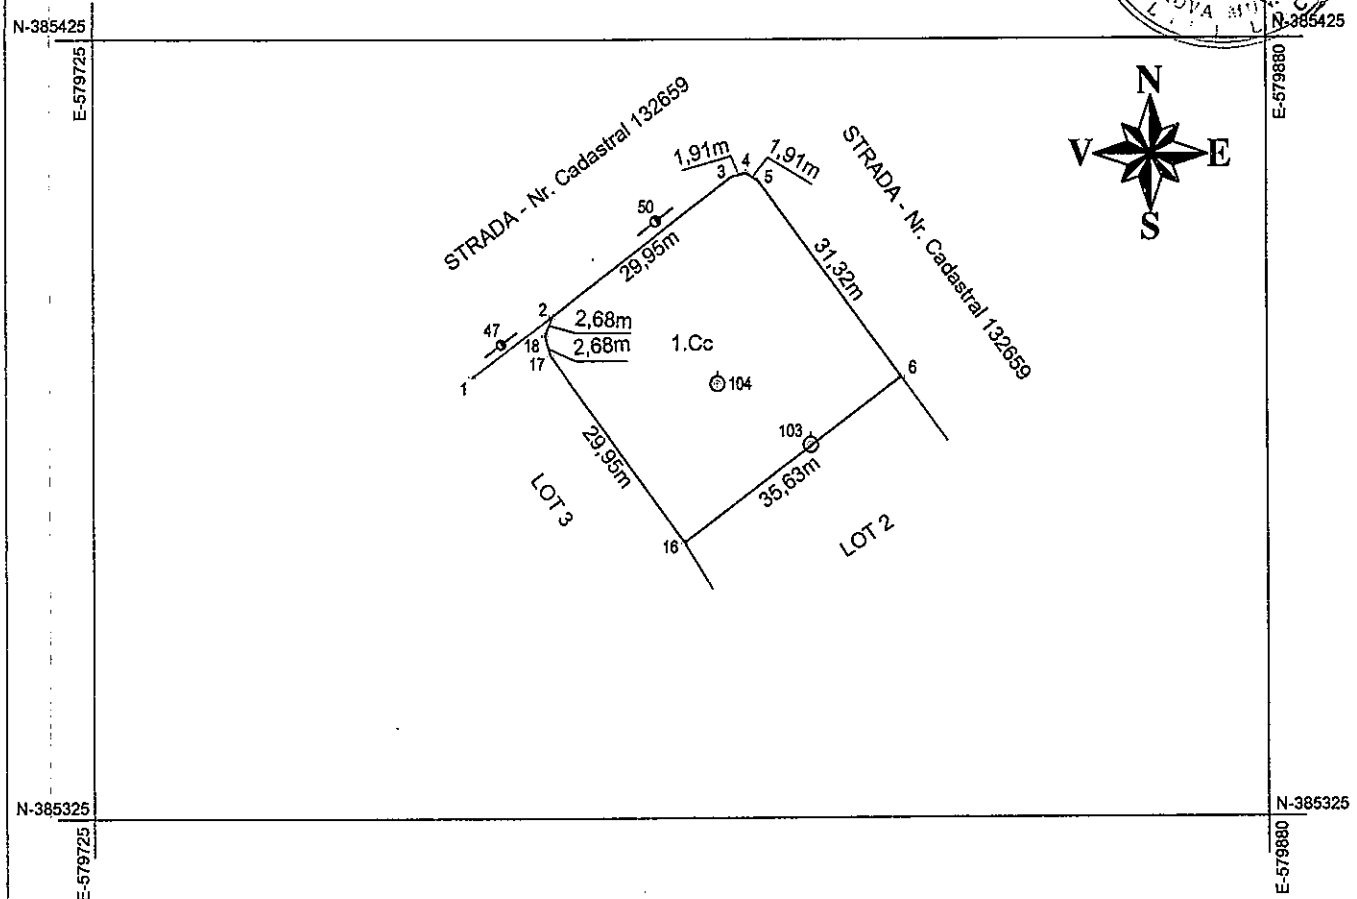 N-385425
N-385425
E-579725
E-579880
N
V
E
S
STRADA - Nr. Cadastral 132659
STRADA - Nr. Cadastral 132659
1,91m
4
1,91m
3
5
50
29,95m
31,32m
2
2,68m
47
18
2,68m
17
1.Cc
1
104
6
103
29,95m
35,63m
LOT 3
LOT 2
16
N-385325
N-385325
E-579725
E-579880